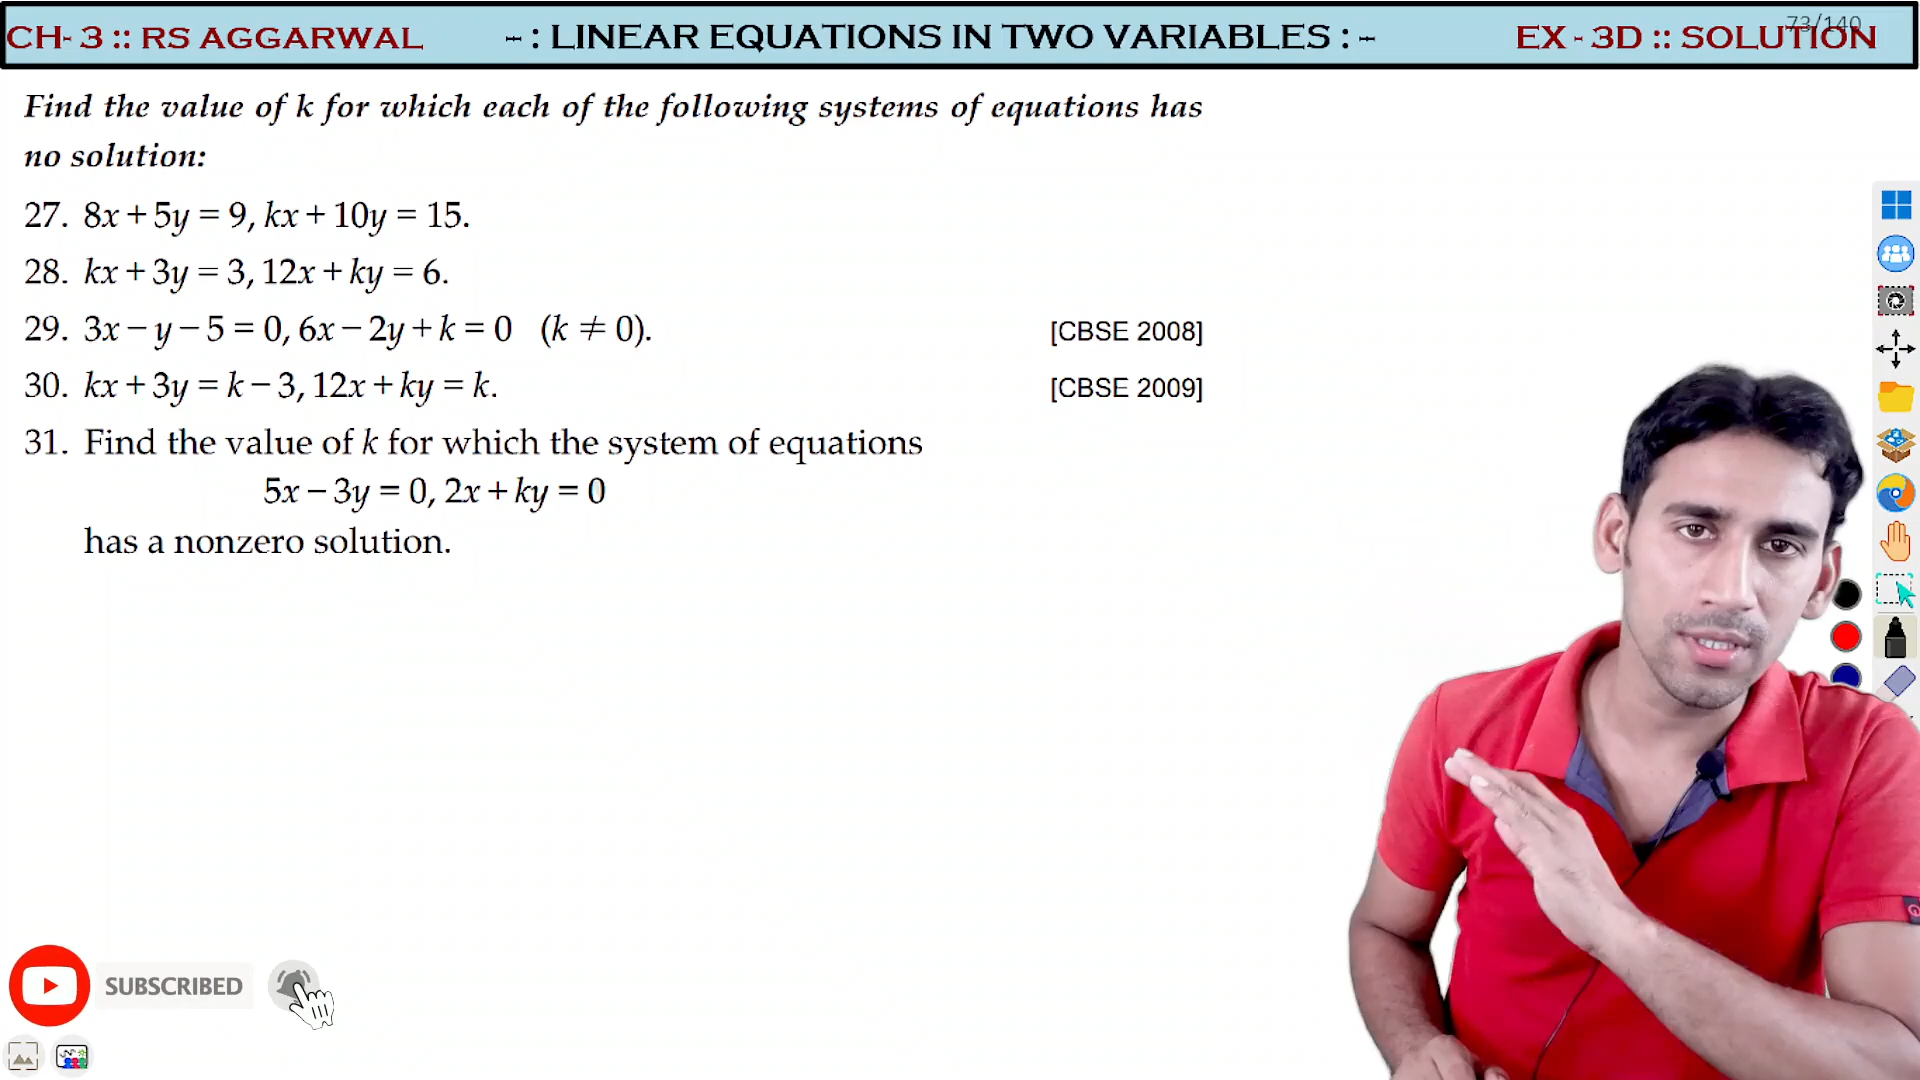 CH- 3 :: RS AGGARWAL -- : LINEAR EQUATIONS IN TWO VARIABLES : -- EX - 3D :: SOLUTION
73/140
Find the value of k for which each of the following systems of equations has
no solution:
27. 8x + 5y = 9, kx + 10y = 15.
28. kx + 3y = 3, 12x + ky = 6.
29. 3x − y − 5 = 0, 6x − 2y + k = 0 (k ≠ 0). [CBSE 2008]
30. kx + 3y = k − 3, 12x + ky = k. [CBSE 2009]
31. Find the value of k for which the system of equations
5x − 3y = 0, 2x + ky = 0
has a nonzero solution.
SUBSCRIBED